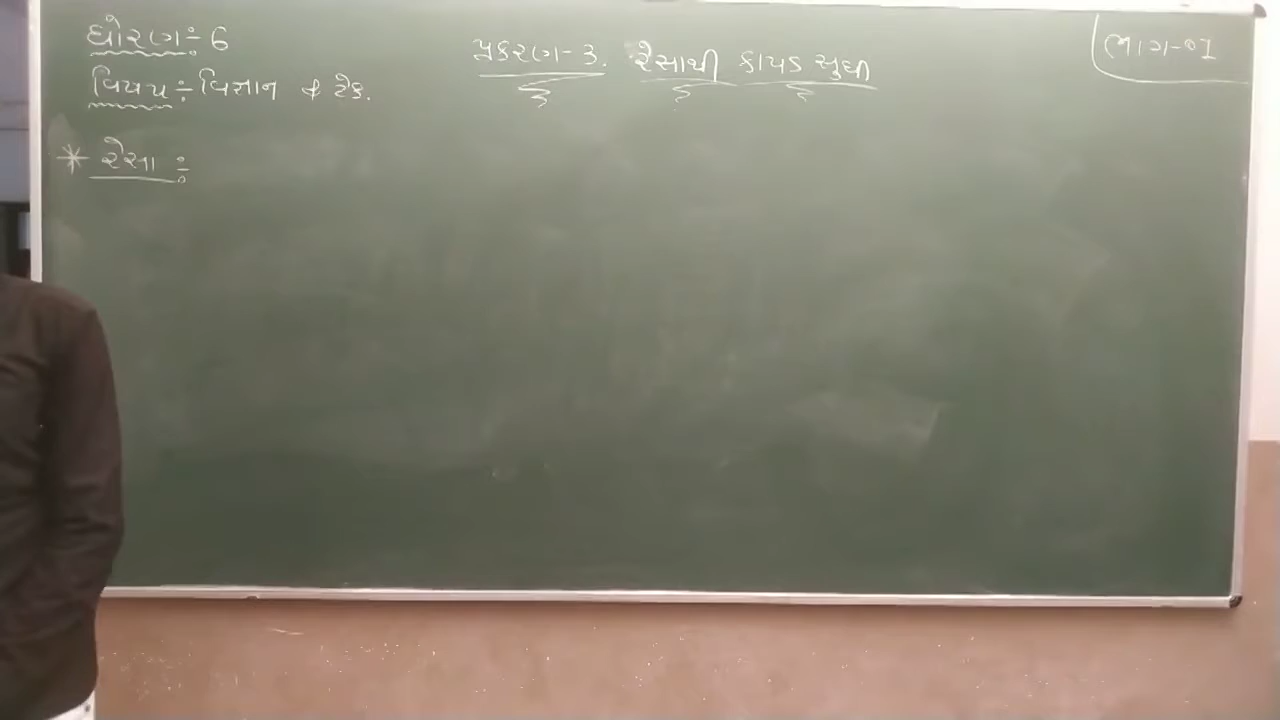 ધોરણ ઃ- 6
પ્રકરણ - 3. રેસાથી કાપડ સુધી
ભાગ-01
વિષય ઃ- વિજ્ઞાન & ટેક.
* રેસા ઃ-